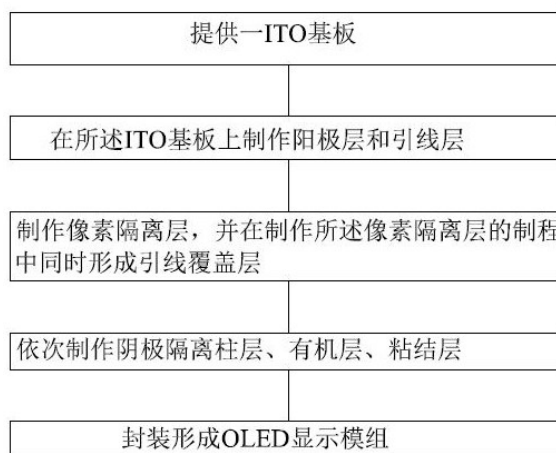 提供一ITO基板
在所述ITO基板上制作阳极层和引线层
制作像素隔离层，并在制作所述像素隔离层的制程
中同时形成引线覆盖层
依次制作阴极隔离柱层、有机层、粘结层
封装形成OLED显示模组